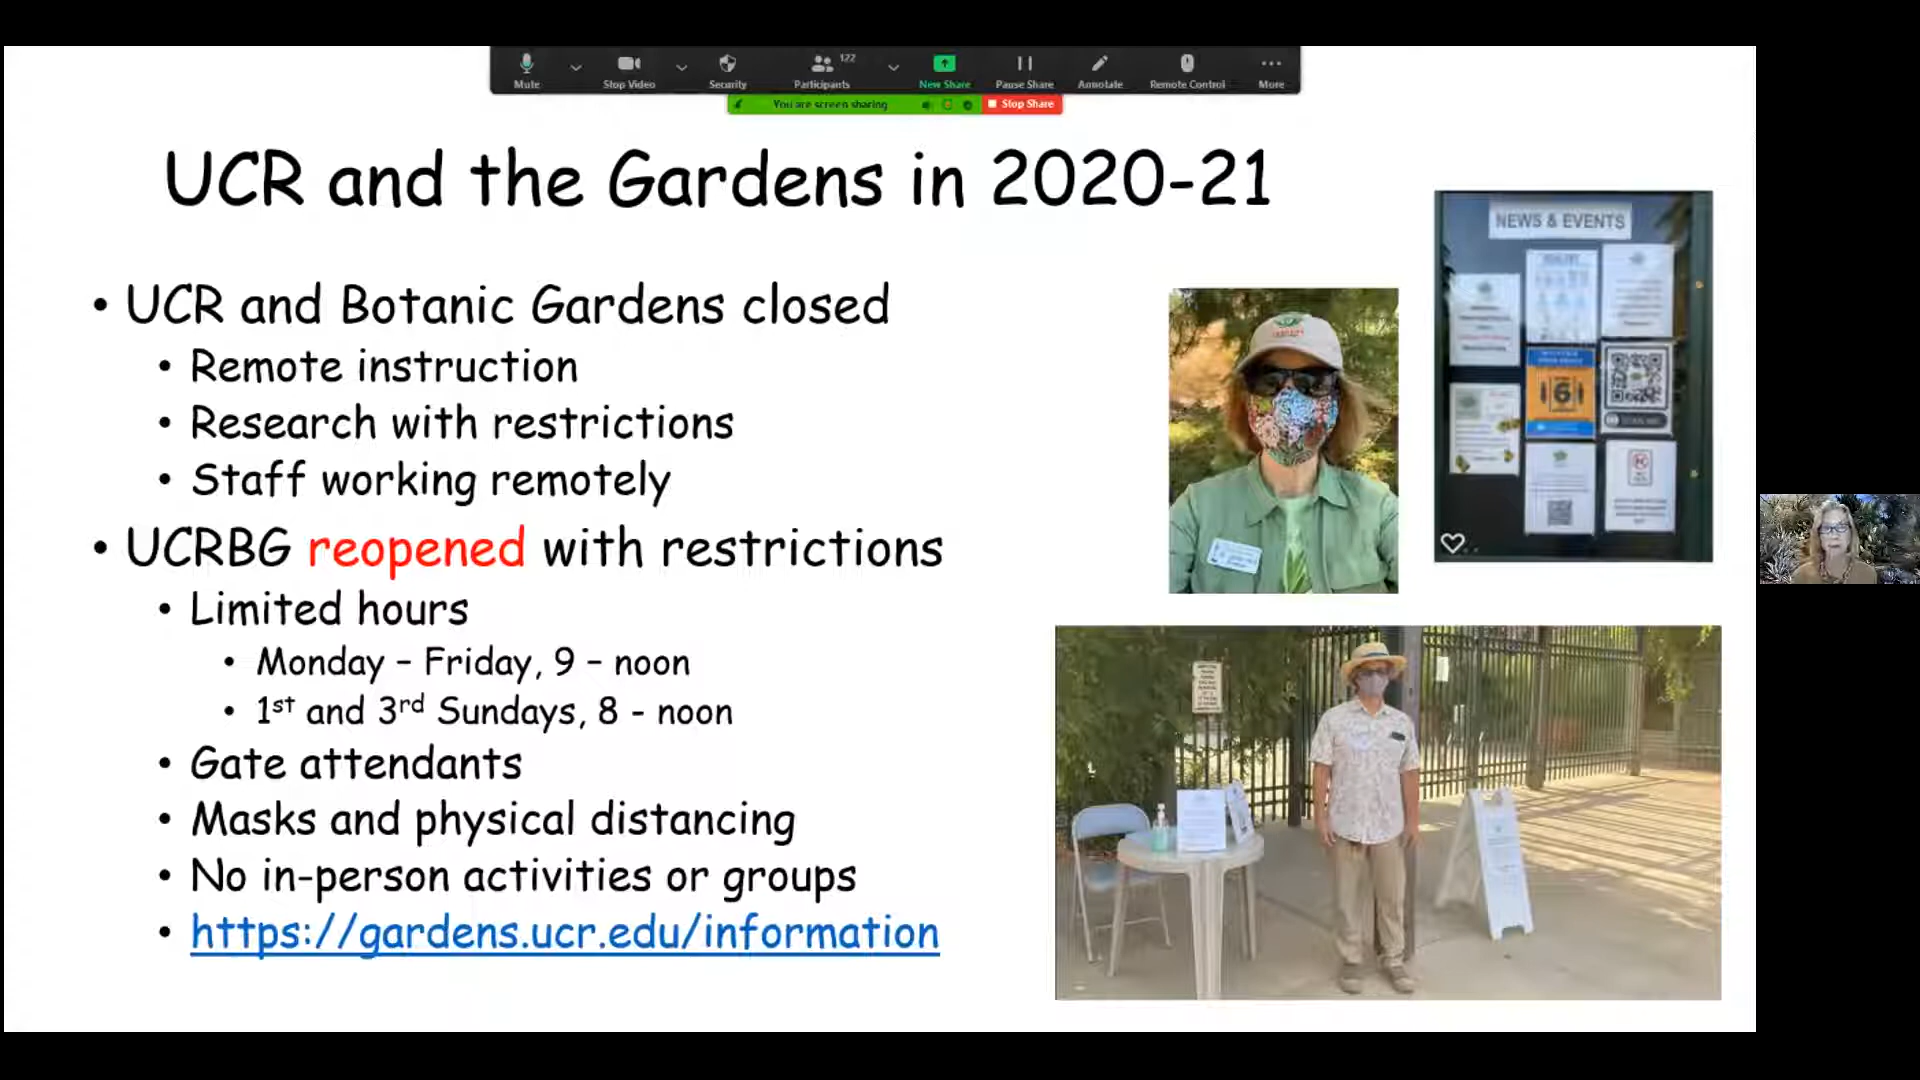 Mute
Stop Video
Security
Participants
122
New Share
Pause Share
Annotate
Remote Control
More
You are screen sharing
Stop Share
UCR and the Gardens in 2020-21
• UCR and Botanic Gardens closed
• Remote instruction
• Research with restrictions
• Staff working remotely
• UCRBG reopened with restrictions
• Limited hours
• Monday – Friday, 9 – noon
• 1st and 3rd Sundays, 8 - noon
• Gate attendants
• Masks and physical distancing
• No in-person activities or groups
• https://gardens.ucr.edu/information
NEWS & EVENTS
6